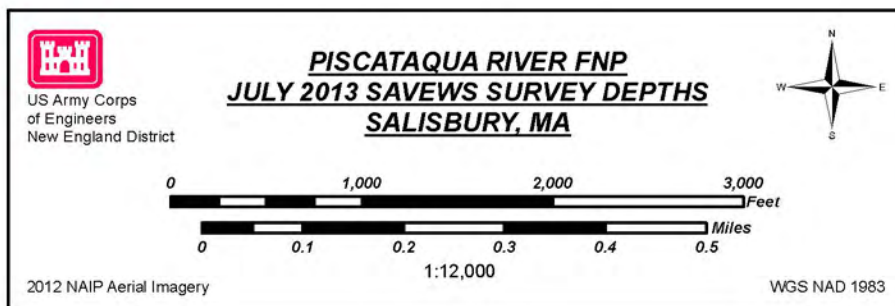 PISCATAQUA RIVER FNP
JULY 2013 SAVEWS SURVEY DEPTHS
SALISBURY, MA
US Army Corps
of Engineers
New England District
N
W E
S
0 1,000 2,000 3,000
Feet
Miles
0 0.1 0.2 0.3 0.4 0.5
1:12,000
2012 NAIP Aerial Imagery
WGS NAD 1983